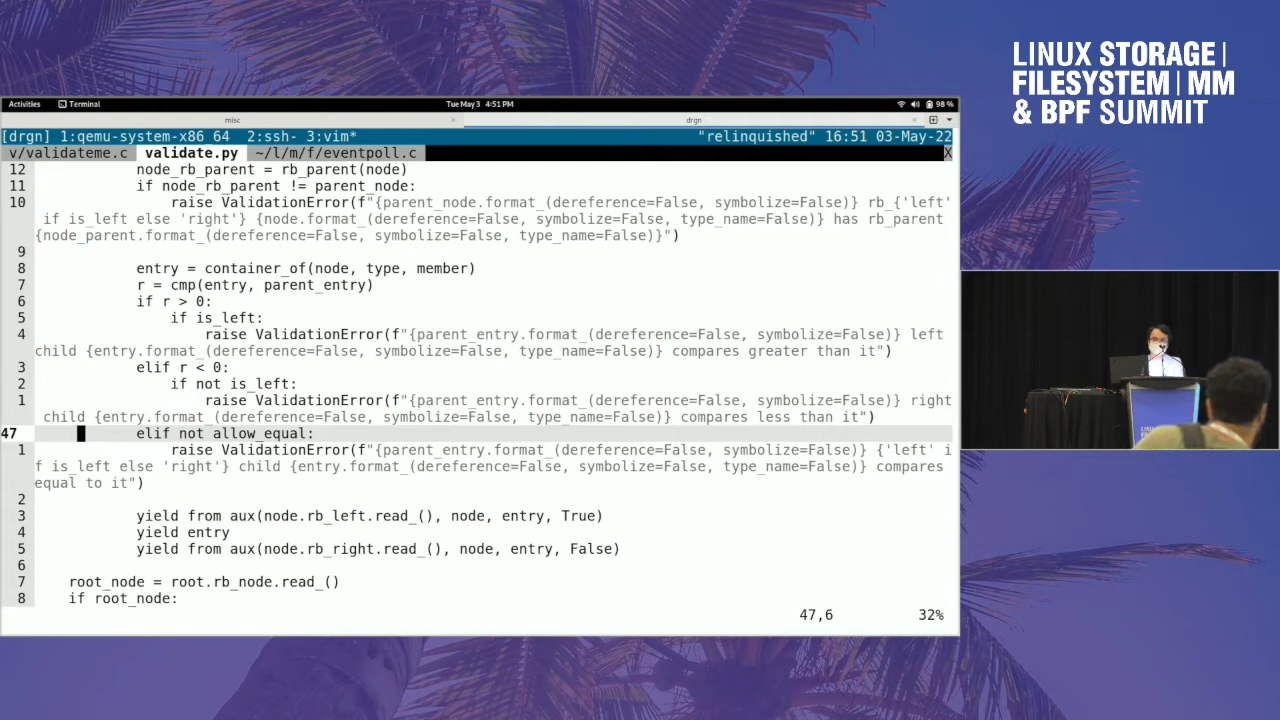 LINUX STORAGE |
FILESYSTEM | MM
& BPF SUMMIT
Activities Terminal Tue May 3 4:51 PM 98 %
misc × drgn ×
[drgn] 1:qemu-system-x86 64 2:ssh- 3:vim* "relinquished" 16:51 03-May-22
v/validateme.c validate.py ~/l/m/f/eventpoll.c X
12 node_rb_parent = rb_parent(node)
11 if node_rb_parent != parent_node:
10 raise ValidationError(f"{parent_node.format_(dereference=False, symbolize=False)} rb_{'left'
if is_left else 'right'} {node.format_(dereference=False, symbolize=False, type_name=False)} has rb_parent
{node_parent.format_(dereference=False, symbolize=False, type_name=False)}")
9
8 entry = container_of(node, type, member)
7 r = cmp(entry, parent_entry)
6 if r > 0:
5 if is_left:
4 raise ValidationError(f"{parent_entry.format_(dereference=False, symbolize=False)} left
child {entry.format_(dereference=False, symbolize=False, type_name=False)} compares greater than it")
3 elif r < 0:
2 if not is_left:
1 raise ValidationError(f"{parent_entry.format_(dereference=False, symbolize=False)} right
child {entry.format_(dereference=False, symbolize=False, type_name=False)} compares less than it")
47 elif not allow_equal:
1 raise ValidationError(f"{parent_entry.format_(dereference=False, symbolize=False)} {'left' i
f is_left else 'right'} child {entry.format_(dereference=False, symbolize=False, type_name=False)} compares
equal to it")
2
3 yield from aux(node.rb_left.read_(), node, entry, True)
4 yield entry
5 yield from aux(node.rb_right.read_(), node, entry, False)
6
7 root_node = root.rb_node.read_()
8 if root_node:
47,6 32%